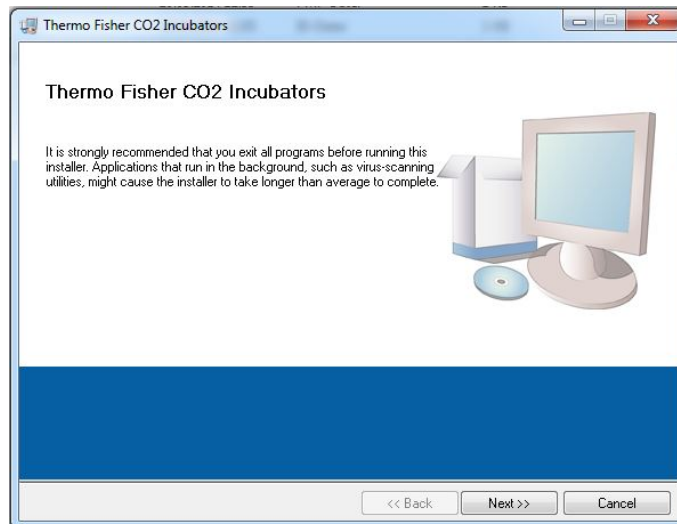 Thermo Fisher CO2 Incubators
Thermo Fisher CO2 Incubators
It is strongly recommended that you exit all programs before running this
installer. Applications that run in the background, such as virus-scanning
utilities, might cause the installer to take longer than average to complete.
<< Back
Next >>
Cancel